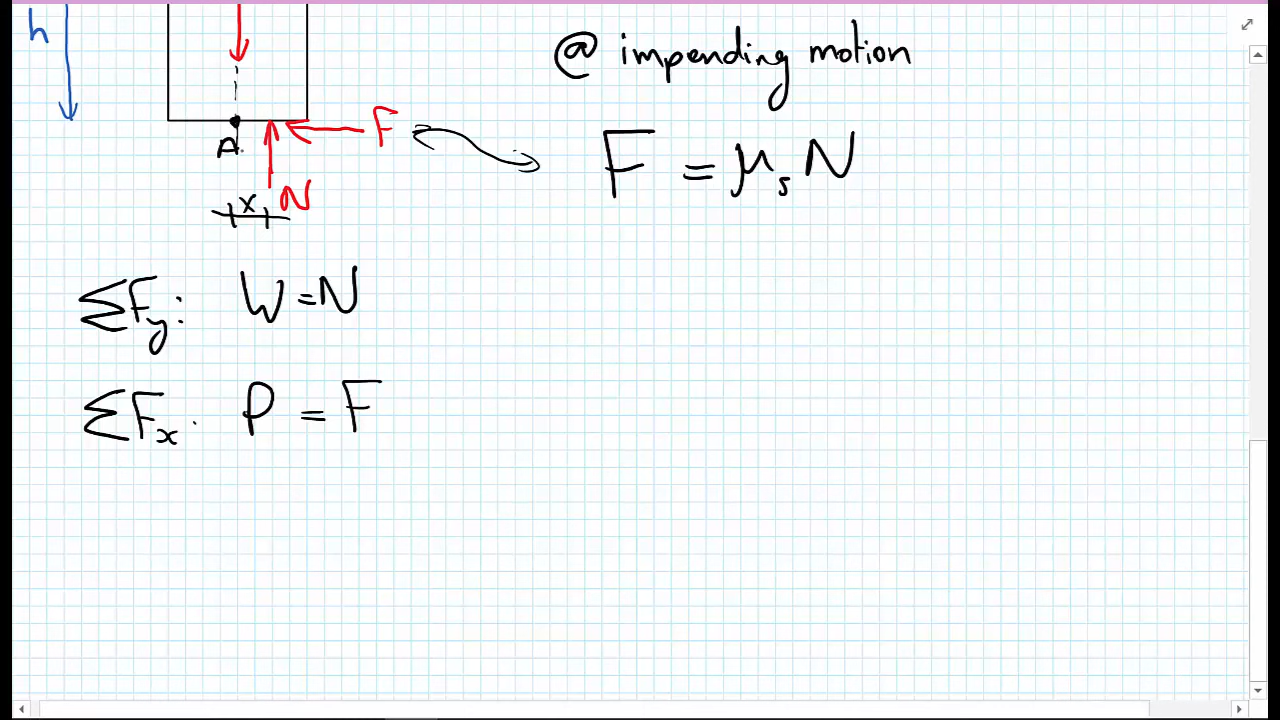 h
@ impending motion
F
A
F = μs N
x N
ΣFy: W = N
ΣFx. P = F